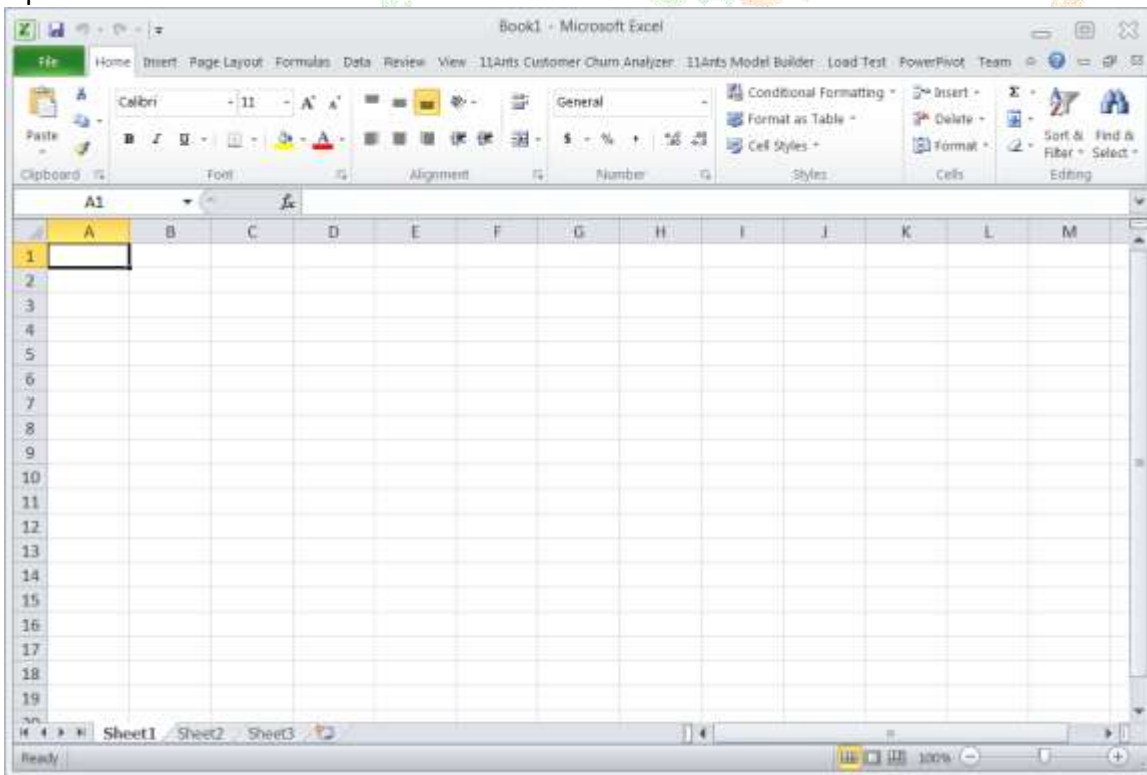 Book1 - Microsoft Excel
File Home Insert Page Layout Formulas Data Review View 11Ants Customer Churn Analyzer 11Ants Model Builder Load Test PowerPivot Team
Calibri 11 General Conditional Formatting Insert Σ
Paste B I U A $ % Format as Table Delete Sort & Filter Find & Select
Cell Styles Format
Clipboard Font Alignment Number Styles Cells Editing
A1 fx
A B C D E F G H I J K L M
1
2
3
4
5
6
7
8
9
10
11
12
13
14
15
16
17
18
19
Sheet1 Sheet2 Sheet3
Ready 100%